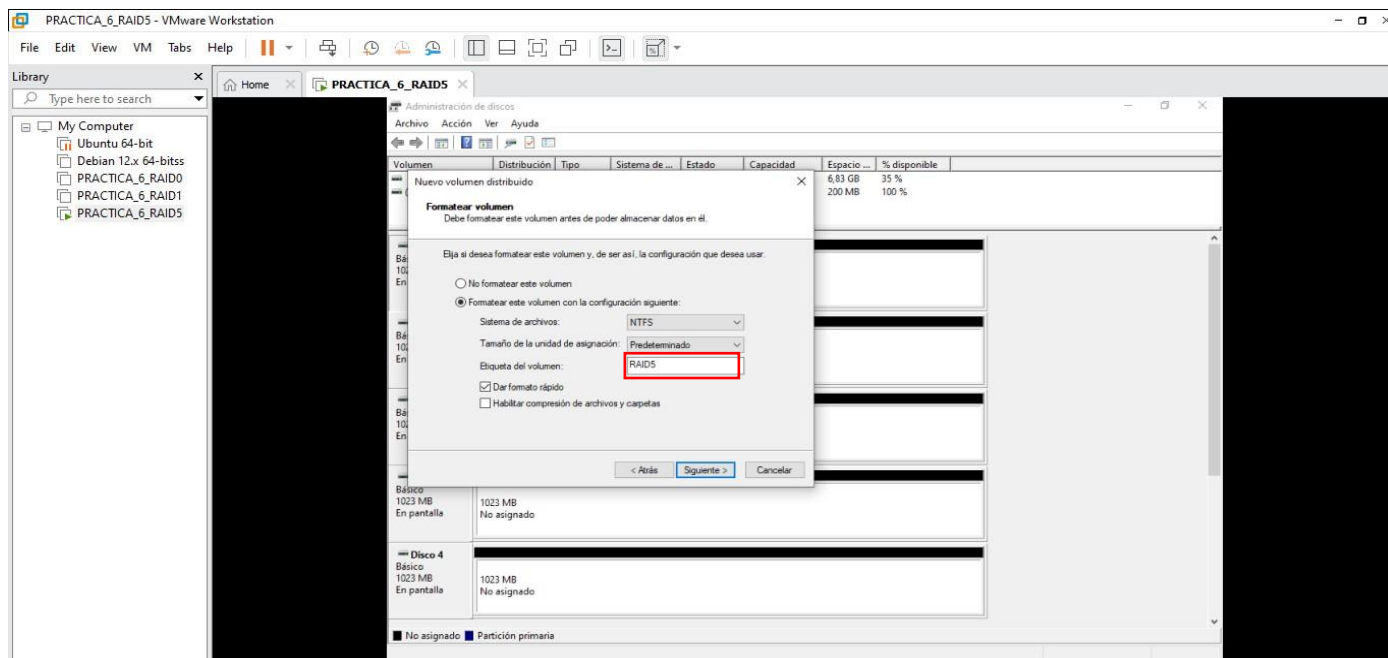 PRACTICA_6_RAID5 - VMware Workstation
File Edit View VM Tabs Help
Library
Type here to search
My Computer
Ubuntu 64-bit
Debian 12.x 64-bitss
PRACTICA_6_RAID0
PRACTICA_6_RAID1
PRACTICA_6_RAID5
Home PRACTICA_6_RAID5
Administración de discos
Archivo Acción Ver Ayuda
Volumen Distribución Tipo Sistema de ... Estado Capacidad Espacio ... % disponible
6,83 GB 35 %
200 MB 100 %
Nuevo volumen distribuido
Formatear volumen
Debe formatear este volumen antes de poder almacenar datos en él.
Elija si desea formatear este volumen y, de ser así, la configuración que desea usar.
No formatear este volumen
Formatear este volumen con la configuración siguiente:
Sistema de archivos: NTFS
Tamaño de la unidad de asignación: Predeterminado
Etiqueta del volumen: RAID5
Dar formato rápido
Habilitar compresión de archivos y carpetas
< Atrás Siguiente > Cancelar
Básico
1023 MB 1023 MB
En pantalla No asignado
Disco 4
Básico
1023 MB 1023 MB
En pantalla No asignado
No asignado Partición primaria